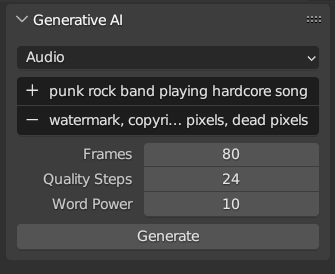 Generative AI
Audio
+ punk rock band playing hardcore song
− watermark, copyri... pixels, dead pixels
Frames 80
Quality Steps 24
Word Power 10
Generate